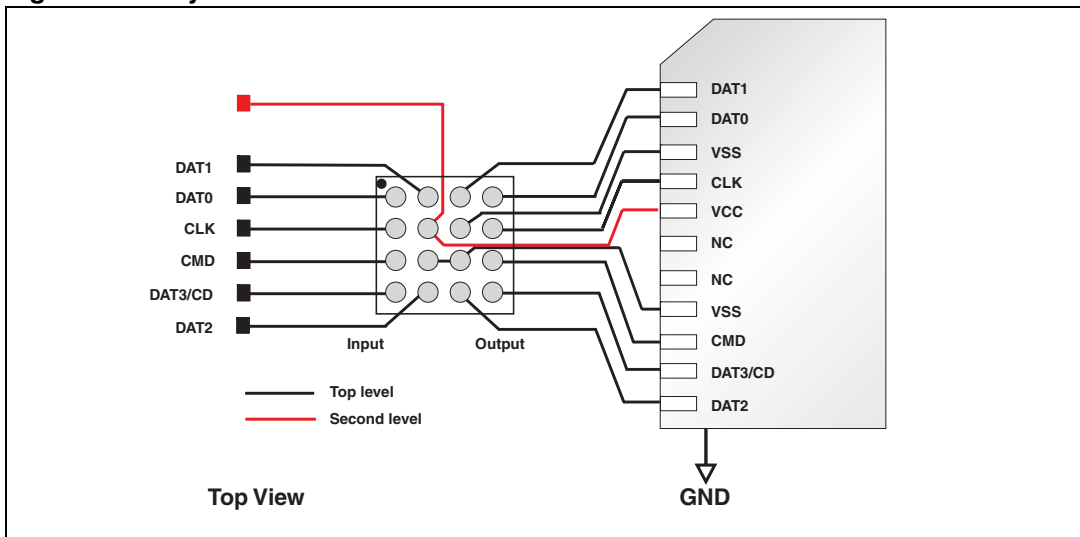 DAT1
DAT0
CLK
CMD
DAT3/CD
DAT2
Input
Output
DAT1
DAT0
VSS
CLK
VCC
NC
NC
VSS
CMD
DAT3/CD
DAT2
Top level
Second level
Top View
GND